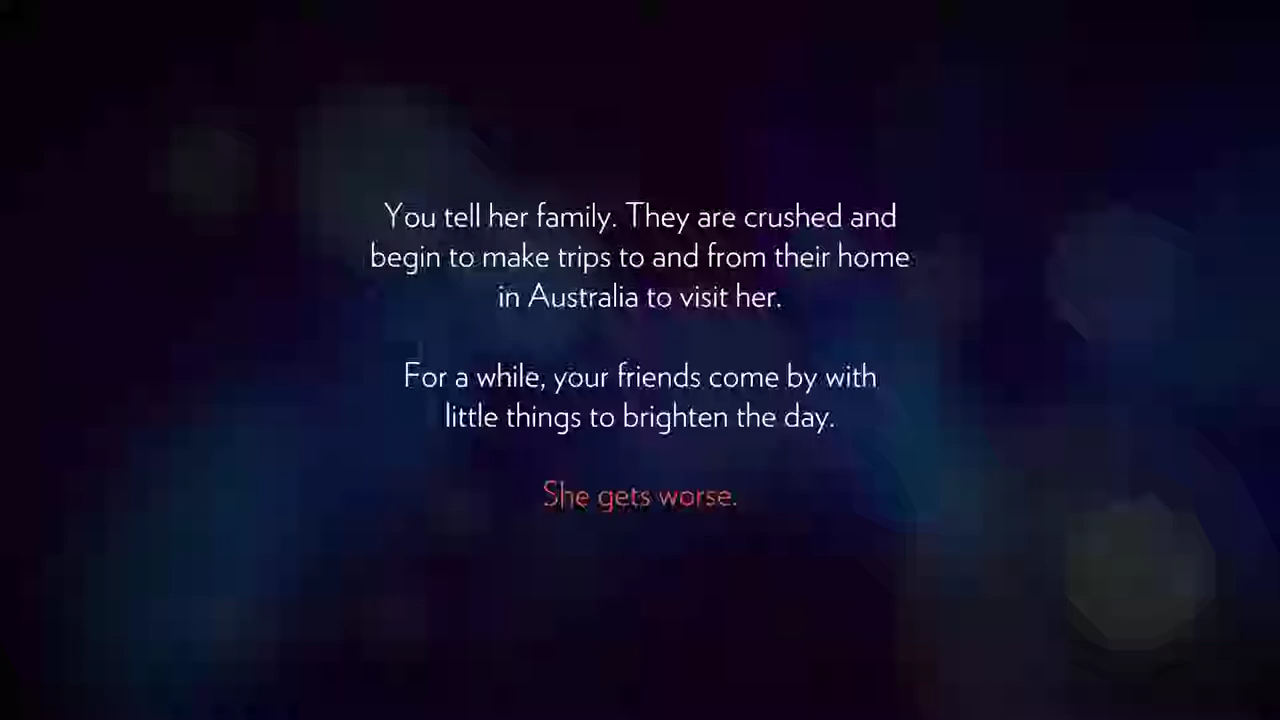 You tell her family. They are crushed and
begin to make trips to and from their home
in Australia to visit her.
For a while, your friends come by with
little things to brighten the day.
She gets worse.